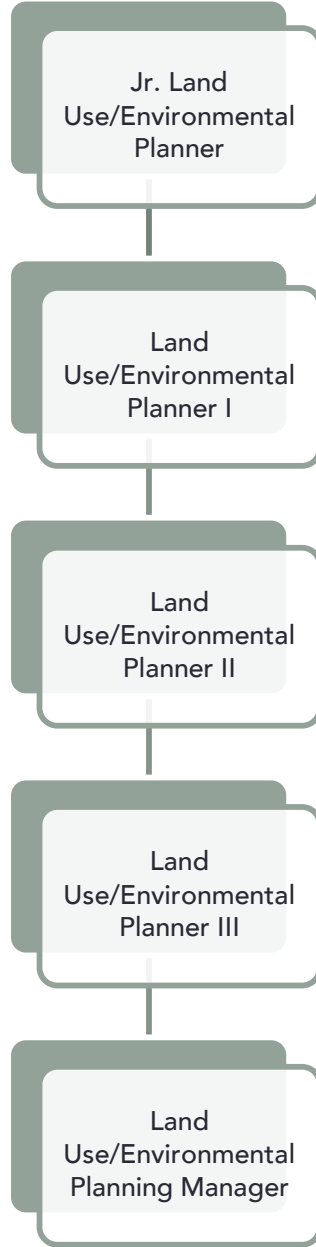 Jr. Land
Use/Environmental
Planner
Land
Use/Environmental
Planner I
Land
Use/Environmental
Planner II
Land
Use/Environmental
Planner III
Land
Use/Environmental
Planning Manager